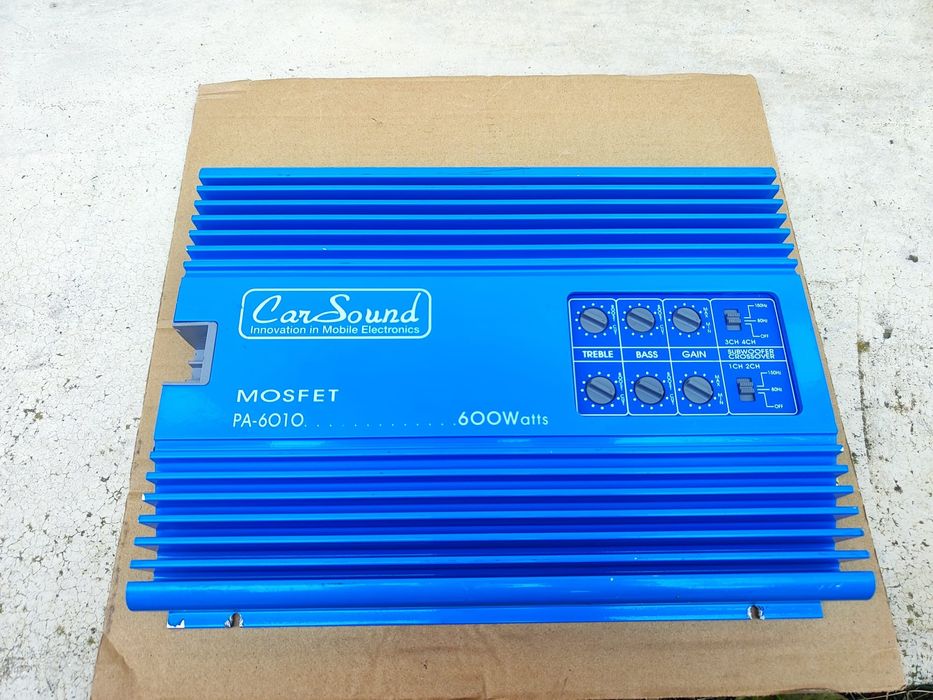 CarSound
Innovation in Mobile Electronics
MOSFET
PA-6010..............600Watts
150Hz
80Hz
OFF
3CH 4CH
TREBLE
BASS
GAIN
SUBWOOFER
CROSSOVER
1CH 2CH
150Hz
80Hz
OFF